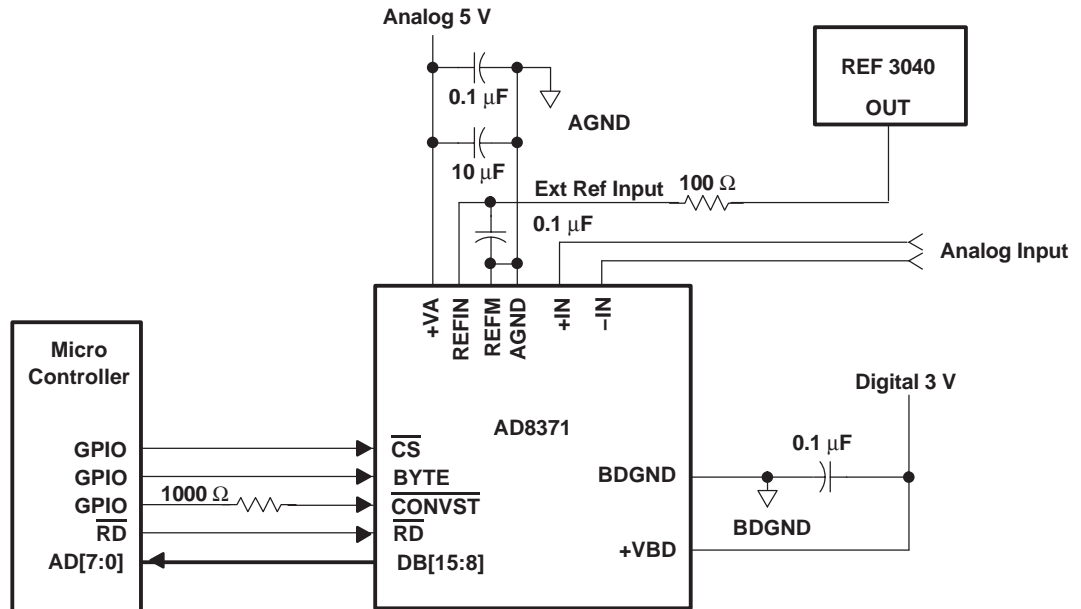 Analog 5 V
0.1 μF
AGND
10 μF
REF 3040
OUT
Ext Ref Input
100 Ω
0.1 μF
Analog Input
+VA
REFIN
REFM
AGND
+IN
−IN
Micro
Controller
GPIO
GPIO
GPIO
RD
AD[7:0]
1000 Ω
AD8371
CS
BYTE
CONVST
RD
DB[15:8]
BDGND
+VBD
Digital 3 V
0.1 μF
BDGND